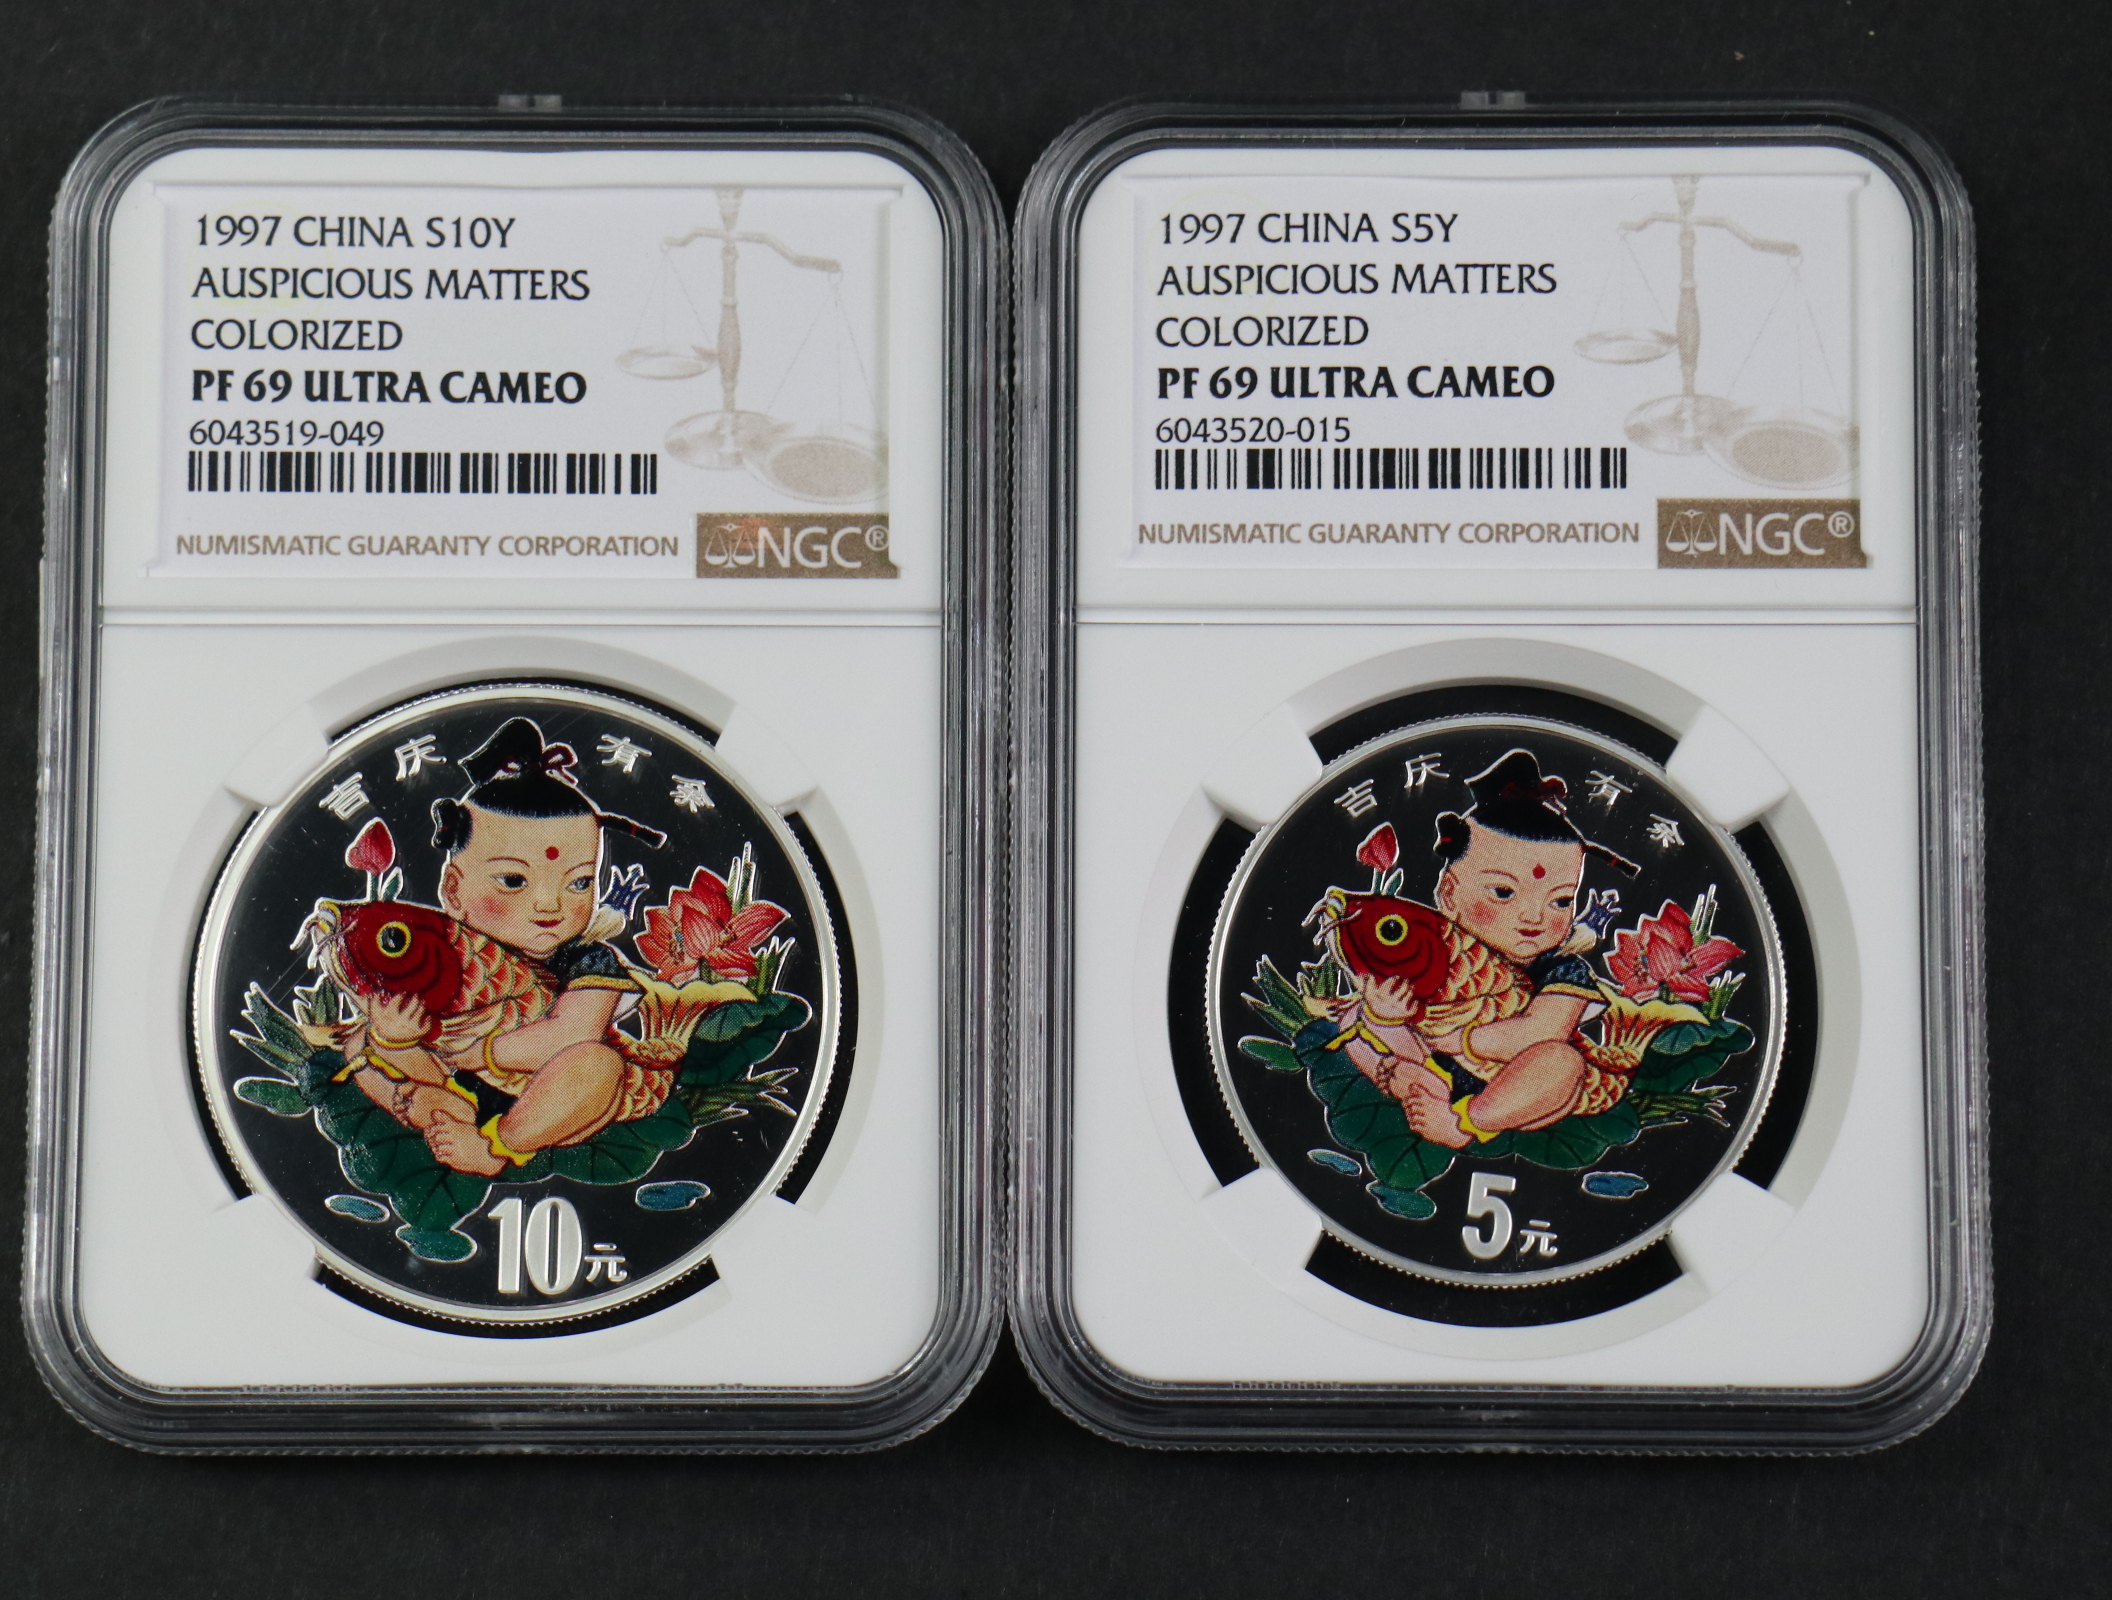 1997 CHINA S10Y
AUSPICIOUS MATTERS
COLORIZED
PF 69 ULTRA CAMEO
6043519-049
NUMISMATIC GUARANTY CORPORATION NGC®
吉庆有余
10元
1997 CHINA S5Y
AUSPICIOUS MATTERS
COLORIZED
PF 69 ULTRA CAMEO
6043520-015
NUMISMATIC GUARANTY CORPORATION NGC®
吉庆有余
5元